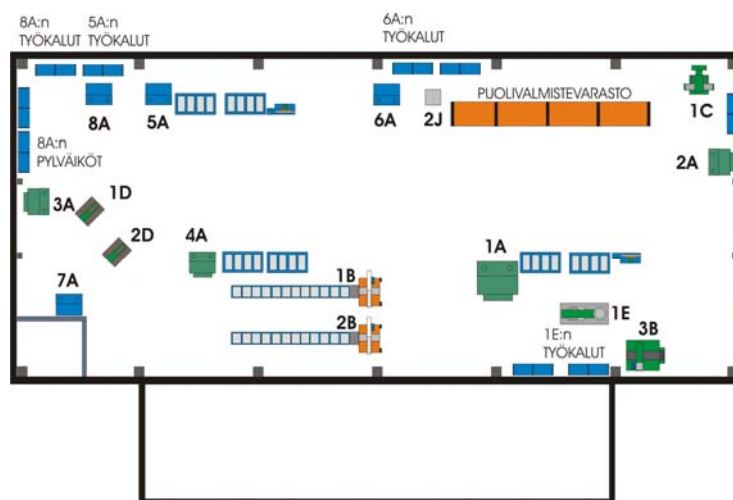 8A:n 5A:n
TYÖKALUT TYÖKALUT
6A:n
TYÖKALUT
8A
5A
6A
2J
PUOLIVALMISTEVARASTO
1C
8A:n
PYLVÄIKÖT
2A
3A
1D
2D
4A
1A
7A
1B
2B
1E
1E:n
TYÖKALUT
3B